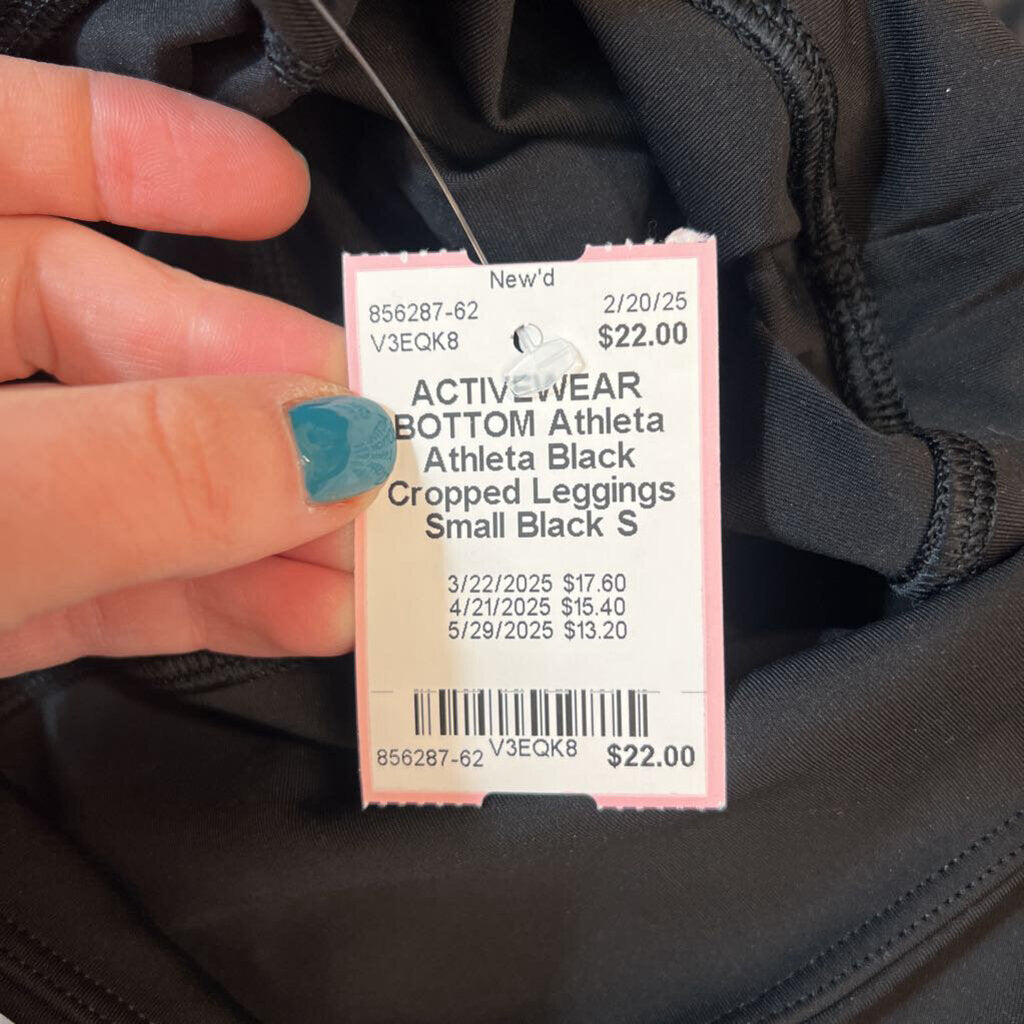 New'd
856287-62 2/20/25
V3EQK8 $22.00
ACTIVEWEAR
BOTTOM Athleta
Athleta Black
Cropped Leggings
Small Black S
3/22/2025 $17.60
4/21/2025 $15.40
5/29/2025 $13.20
856287-62 V3EQK8 $22.00